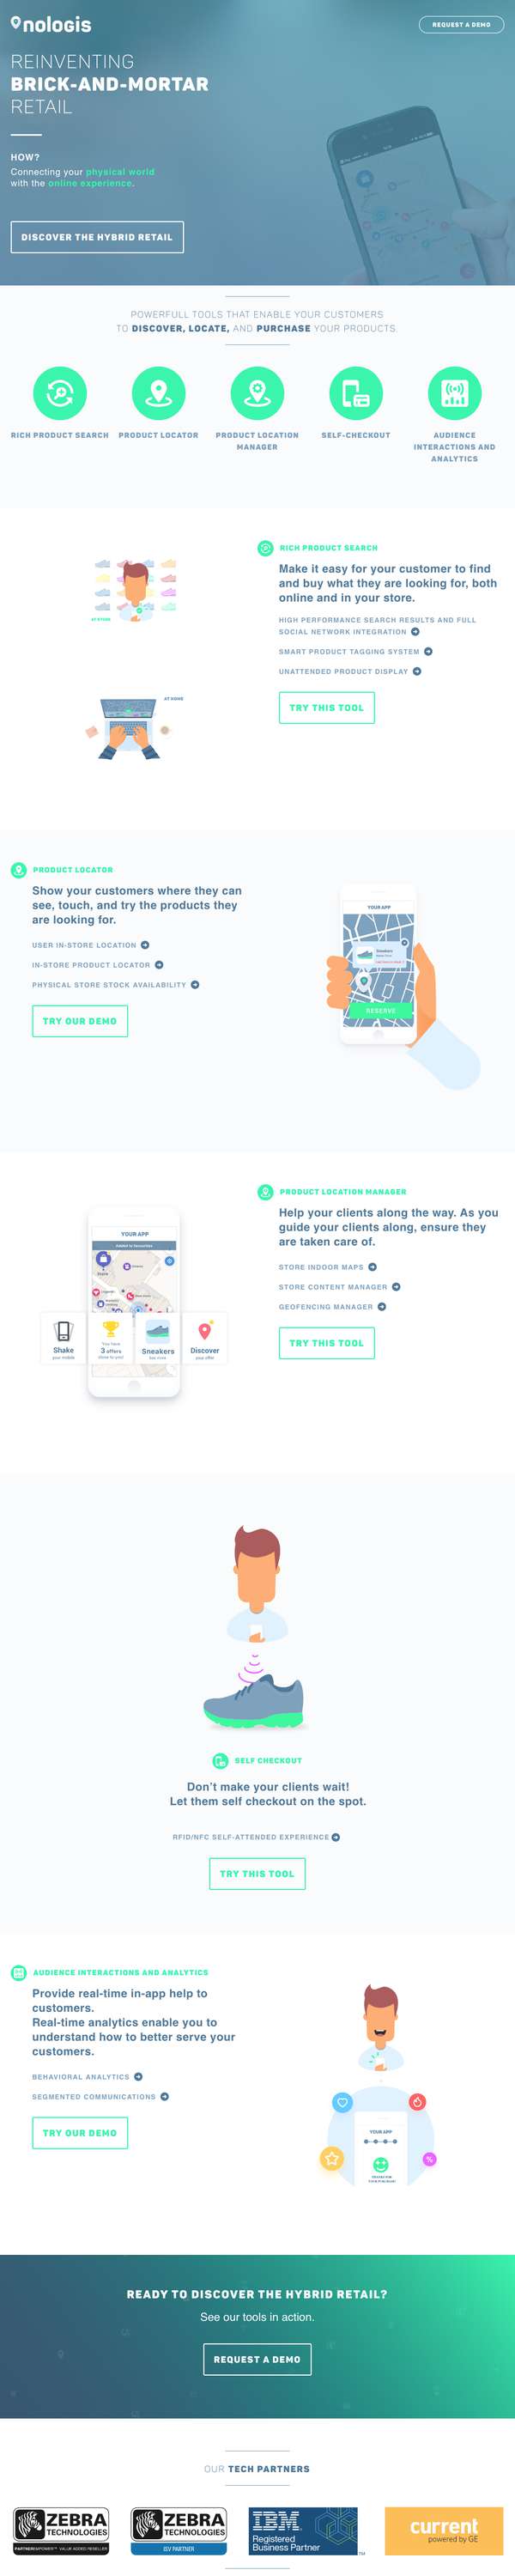 nologis
REQUEST A DEMO
REINVENTING
BRICK-AND-MORTAR
RETAIL
HOW?
Connecting your physical world
with the online experience.
DISCOVER THE HYBRID RETAIL
POWERFULL TOOLS THAT ENABLE YOUR CUSTOMERS
TO DISCOVER, LOCATE, AND PURCHASE YOUR PRODUCTS
RICH PRODUCT SEARCH
PRODUCT LOCATOR
PRODUCT LOCATION
MANAGER
SELF-CHECKOUT
AUDIENCE
INTERACTIONS AND
ANALYTICS
AT STORE
AT HOME
RICH PRODUCT SEARCH
Make it easy for your customer to find
and buy what they are looking for, both
online and in your store.
HIGH PERFORMANCE SEARCH RESULTS AND FULL
SOCIAL NETWORK INTEGRATION
SMART PRODUCT TAGGING SYSTEM
UNATTENDED PRODUCT DISPLAY
TRY THIS TOOL
PRODUCT LOCATOR
Show your customers where they can
see, touch, and try the products they
are looking for.
USER IN-STORE LOCATION
IN-STORE PRODUCT LOCATOR
PHYSICAL STORE STOCK AVAILABILITY
TRY OUR DEMO
YOUR APP
Sneakers
RESERVE
PRODUCT LOCATION MANAGER
Help your clients along the way. As you
guide your clients along, ensure they
are taken care of.
STORE INDOOR MAPS
STORE CONTENT MANAGER
GEOFENCING MANAGER
TRY THIS TOOL
YOUR APP
Shake
your mobile
You have
3 offers
close to you!
Sneakers
Discover
your offer
SELF CHECKOUT
Don't make your clients wait!
Let them self checkout on the spot.
RFID/NFC SELF-ATTENDED EXPERIENCE
TRY THIS TOOL
AUDIENCE INTERACTIONS AND ANALYTICS
Provide real-time in-app help to
customers.
Real-time analytics enable you to
understand how to better serve your
customers.
BEHAVIORAL ANALYTICS
SEGMENTED COMMUNICATIONS
TRY OUR DEMO
YOUR APP
%
READY TO DISCOVER THE HYBRID RETAIL?
See our tools in action.
REQUEST A DEMO
OUR TECH PARTNERS
ZEBRA
TECHNOLOGIES
PARTNEREMPOWER™ VALUE ADDED RESELLER
ZEBRA
TECHNOLOGIES
ISV PARTNER
IBM
Registered
Business Partner
TM
current
powered by GE